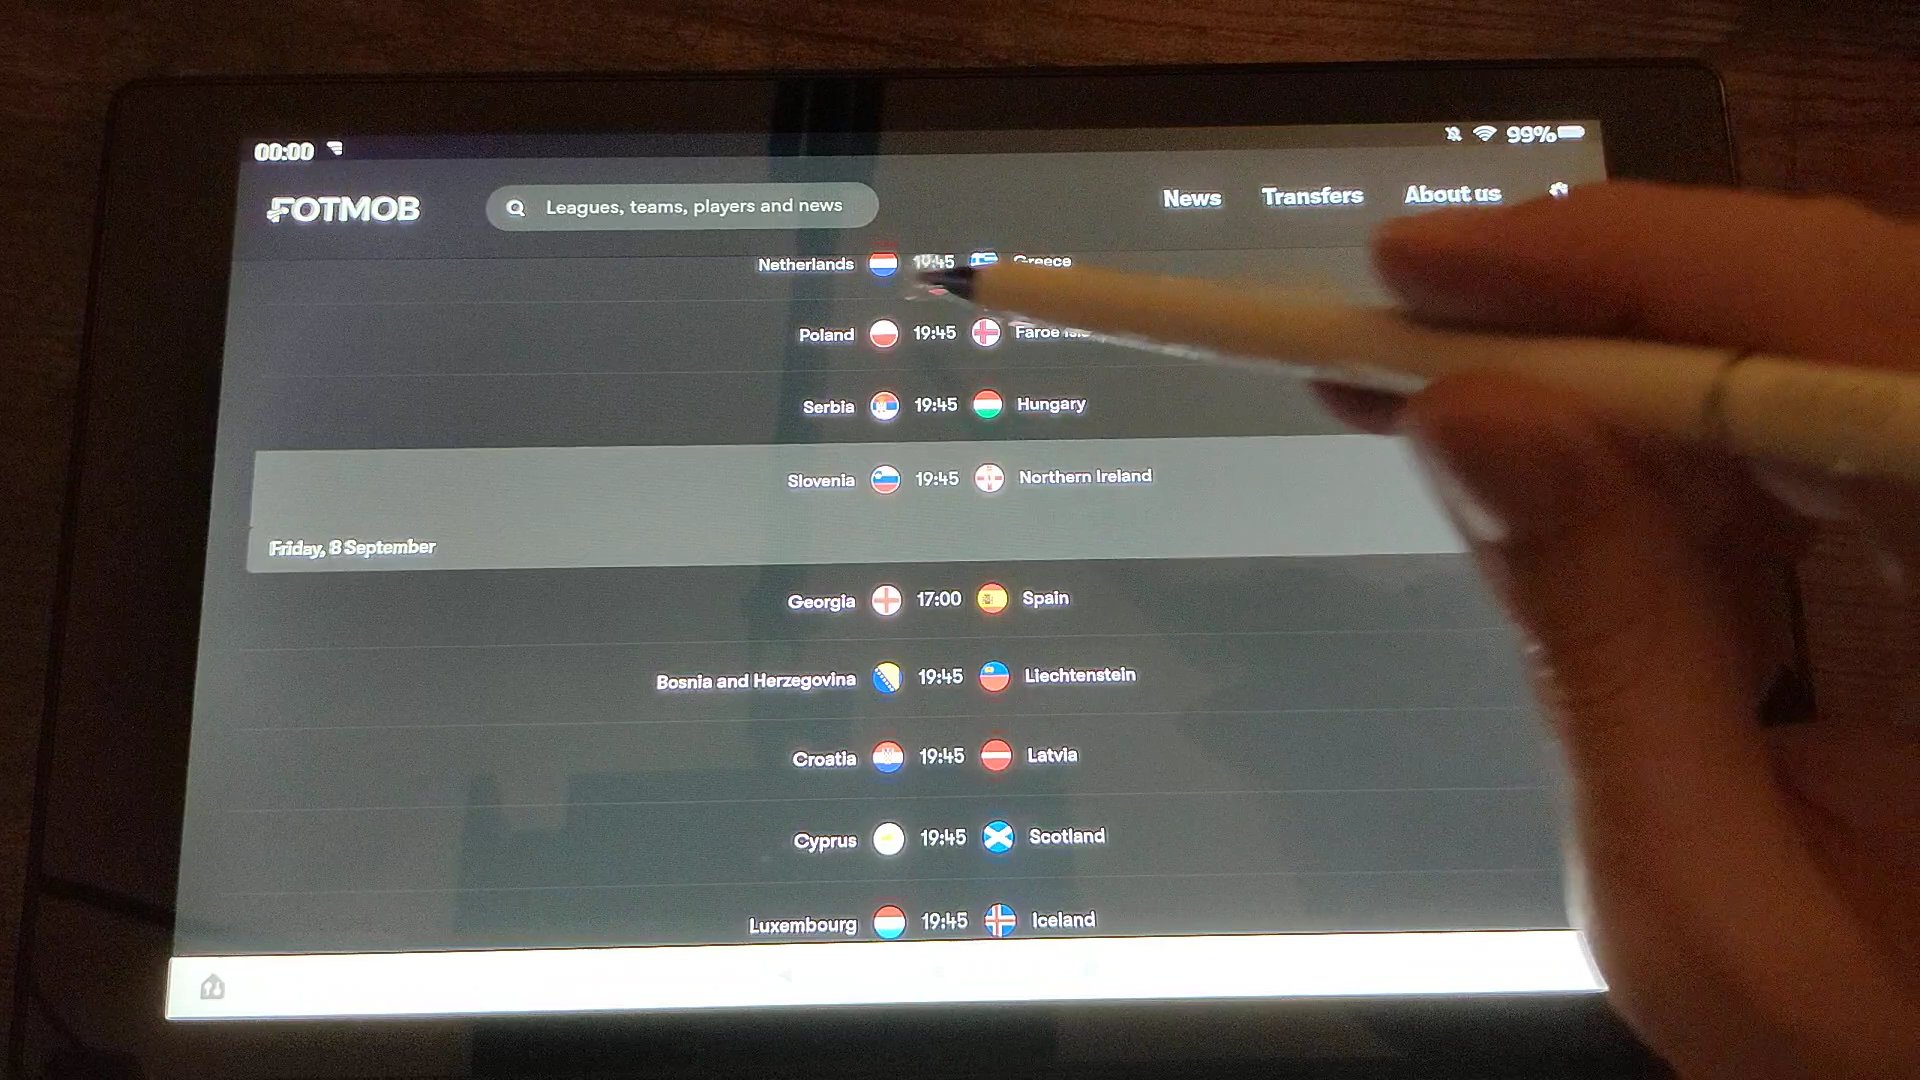 00:00 99%
FOTMOB Leagues, teams, players and news News Transfers About us
Netherlands 19:45 Greece
Poland 19:45 Faroe
Serbia 19:45 Hungary
Slovenia 19:45 Northern Ireland
Friday, 8 September
Georgia 17:00 Spain
Bosnia and Herzegovina 19:45 Liechtenstein
Croatia 19:45 Latvia
Cyprus 19:45 Scotland
Luxembourg 19:45 Iceland